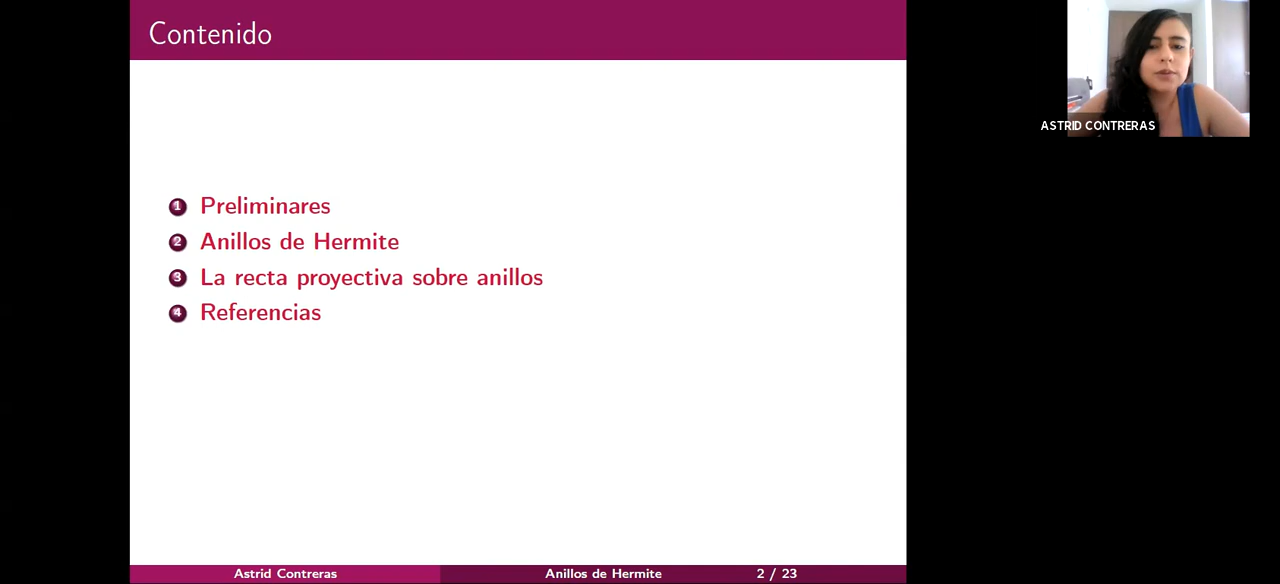 Contenido
ASTRID CONTRERAS
1 Preliminares
2 Anillos de Hermite
3 La recta proyectiva sobre anillos
4 Referencias
Astrid Contreras Anillos de Hermite 2 / 23